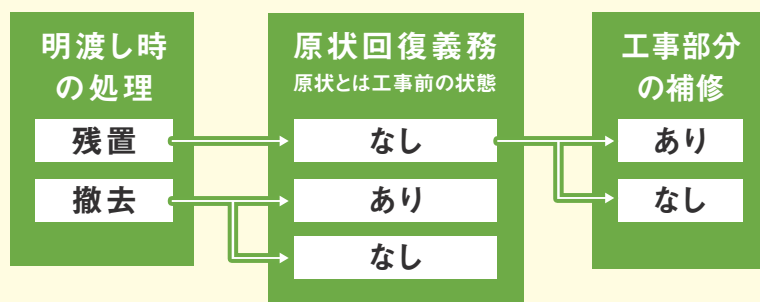 明渡し時
の処理
残置
撤去
原状回復義務
原状とは工事前の状態
なし
あり
なし
工事部分
の補修
あり
なし